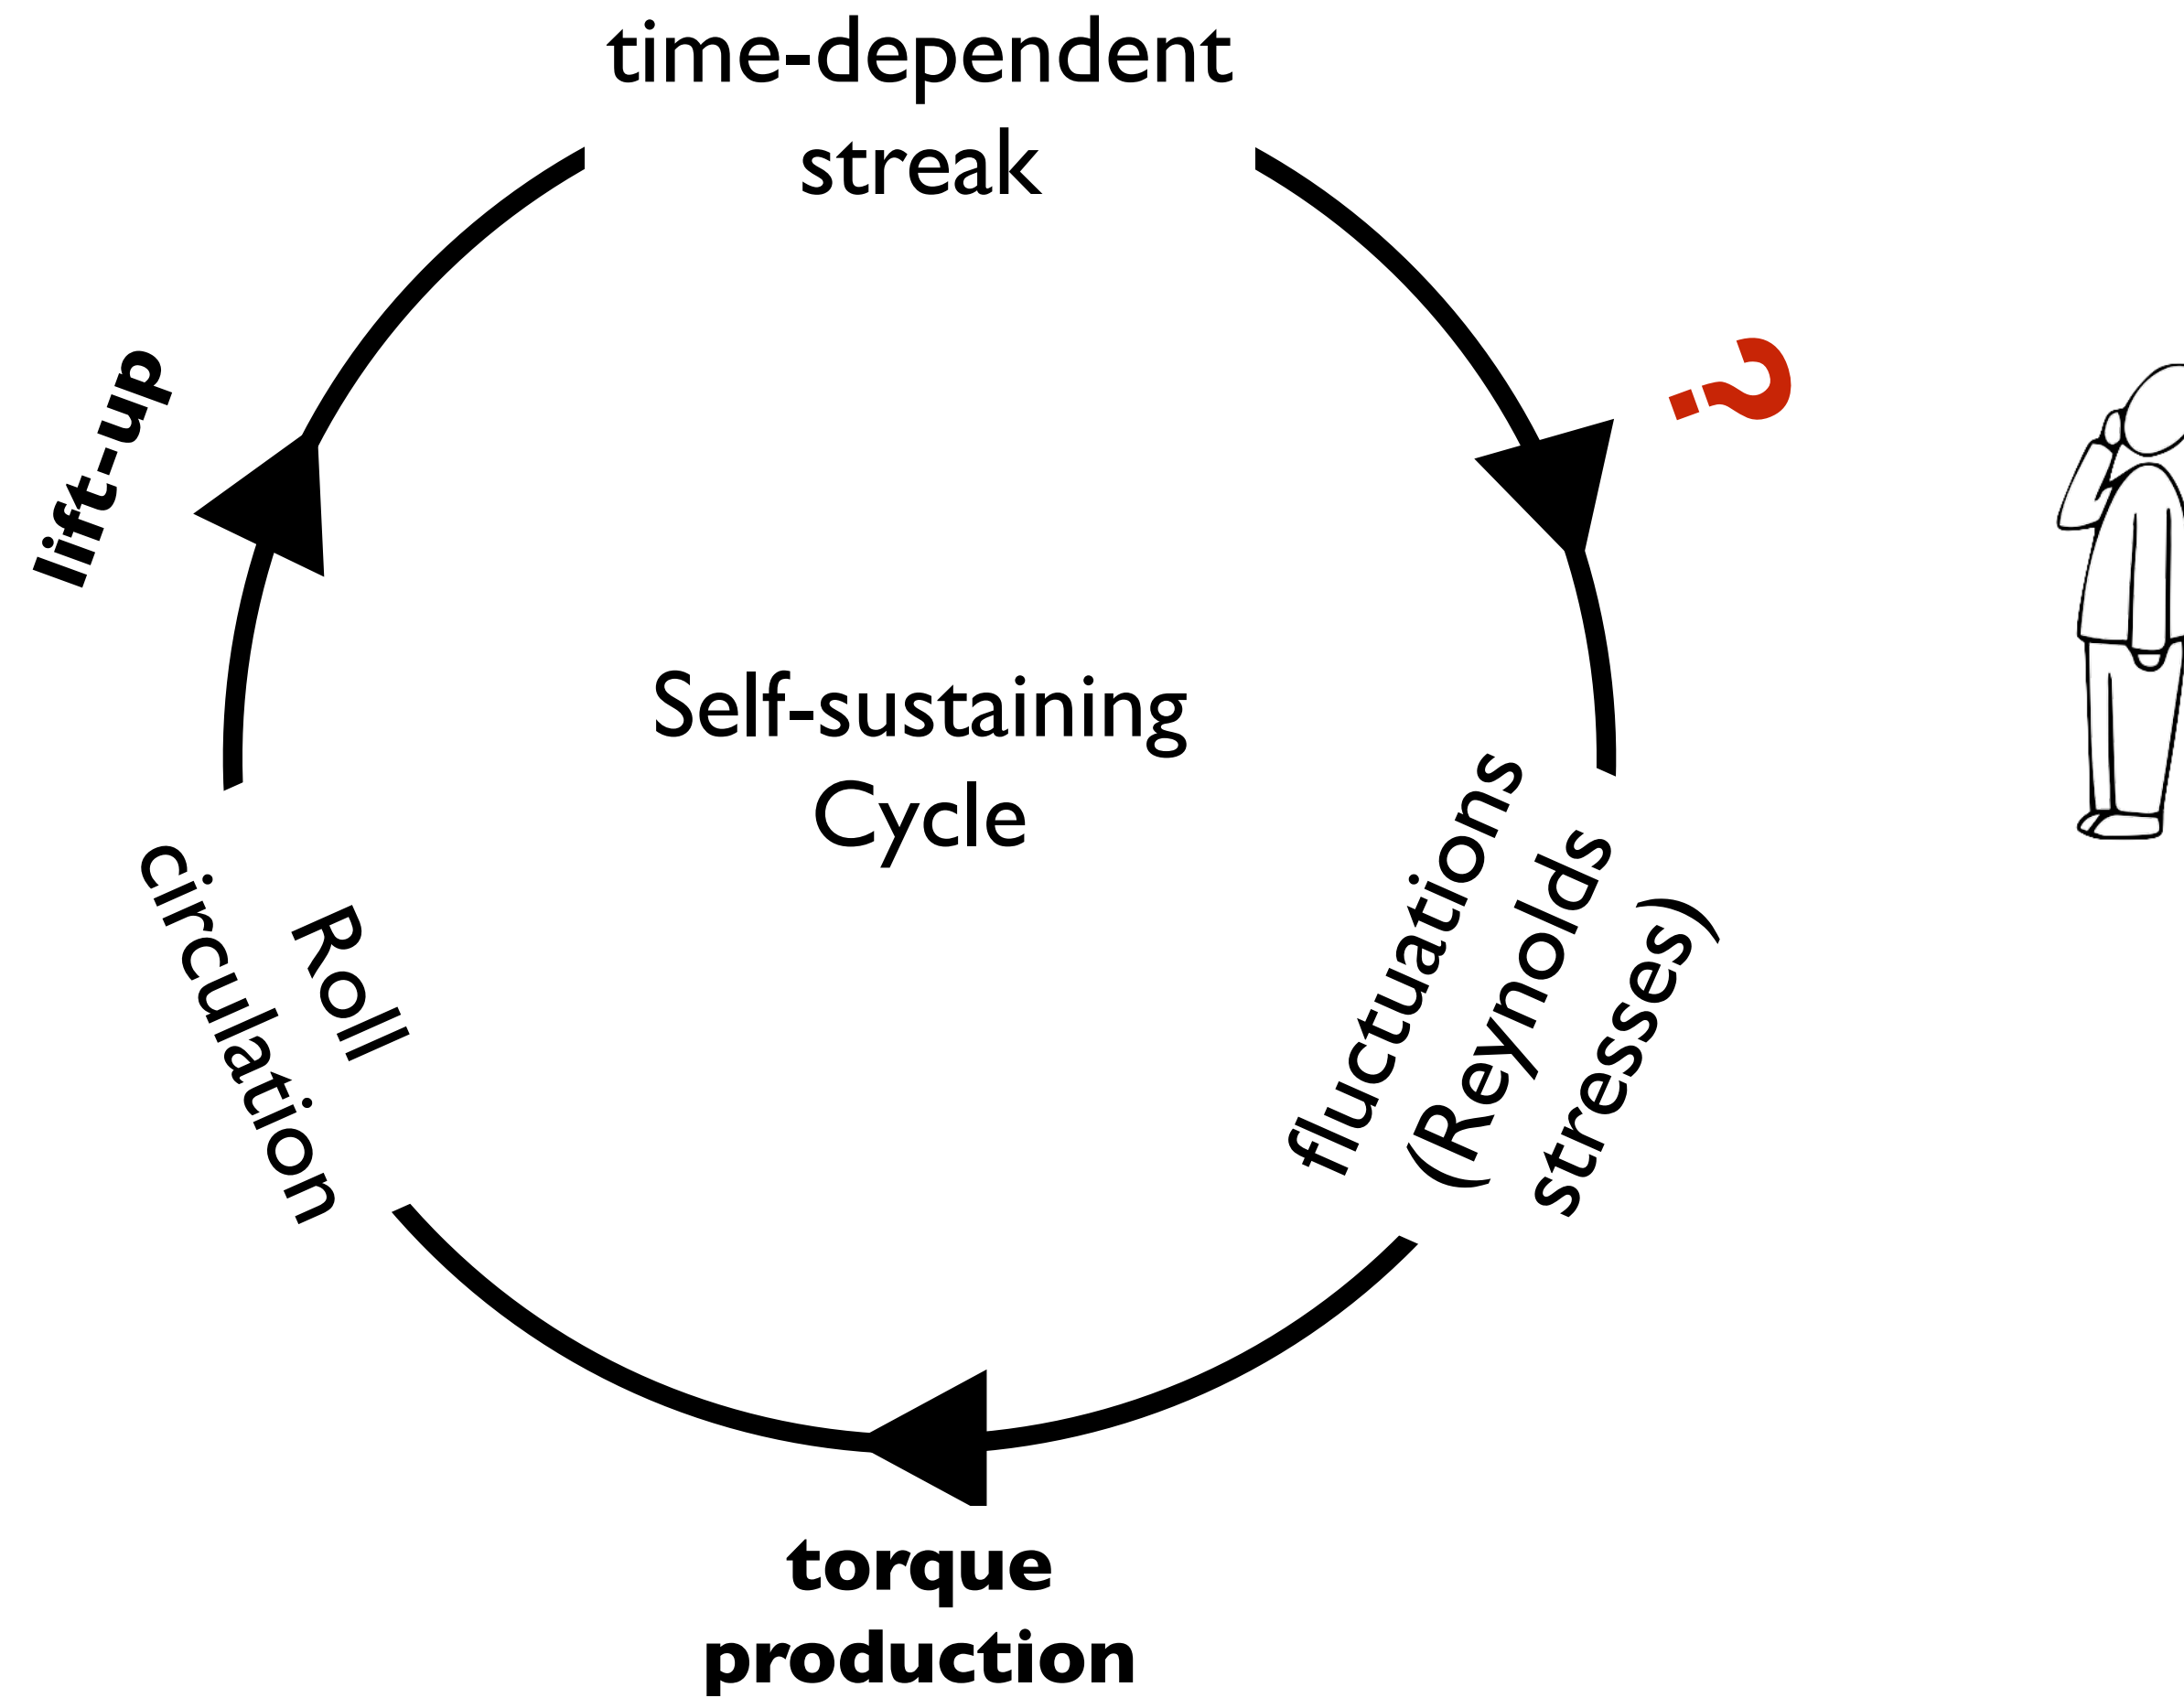 time-dependent
streak
?
lift-up
Self-sustaining
Cycle
fluctuations
(Reynolds
stresses)
Roll
circulation
torque
production